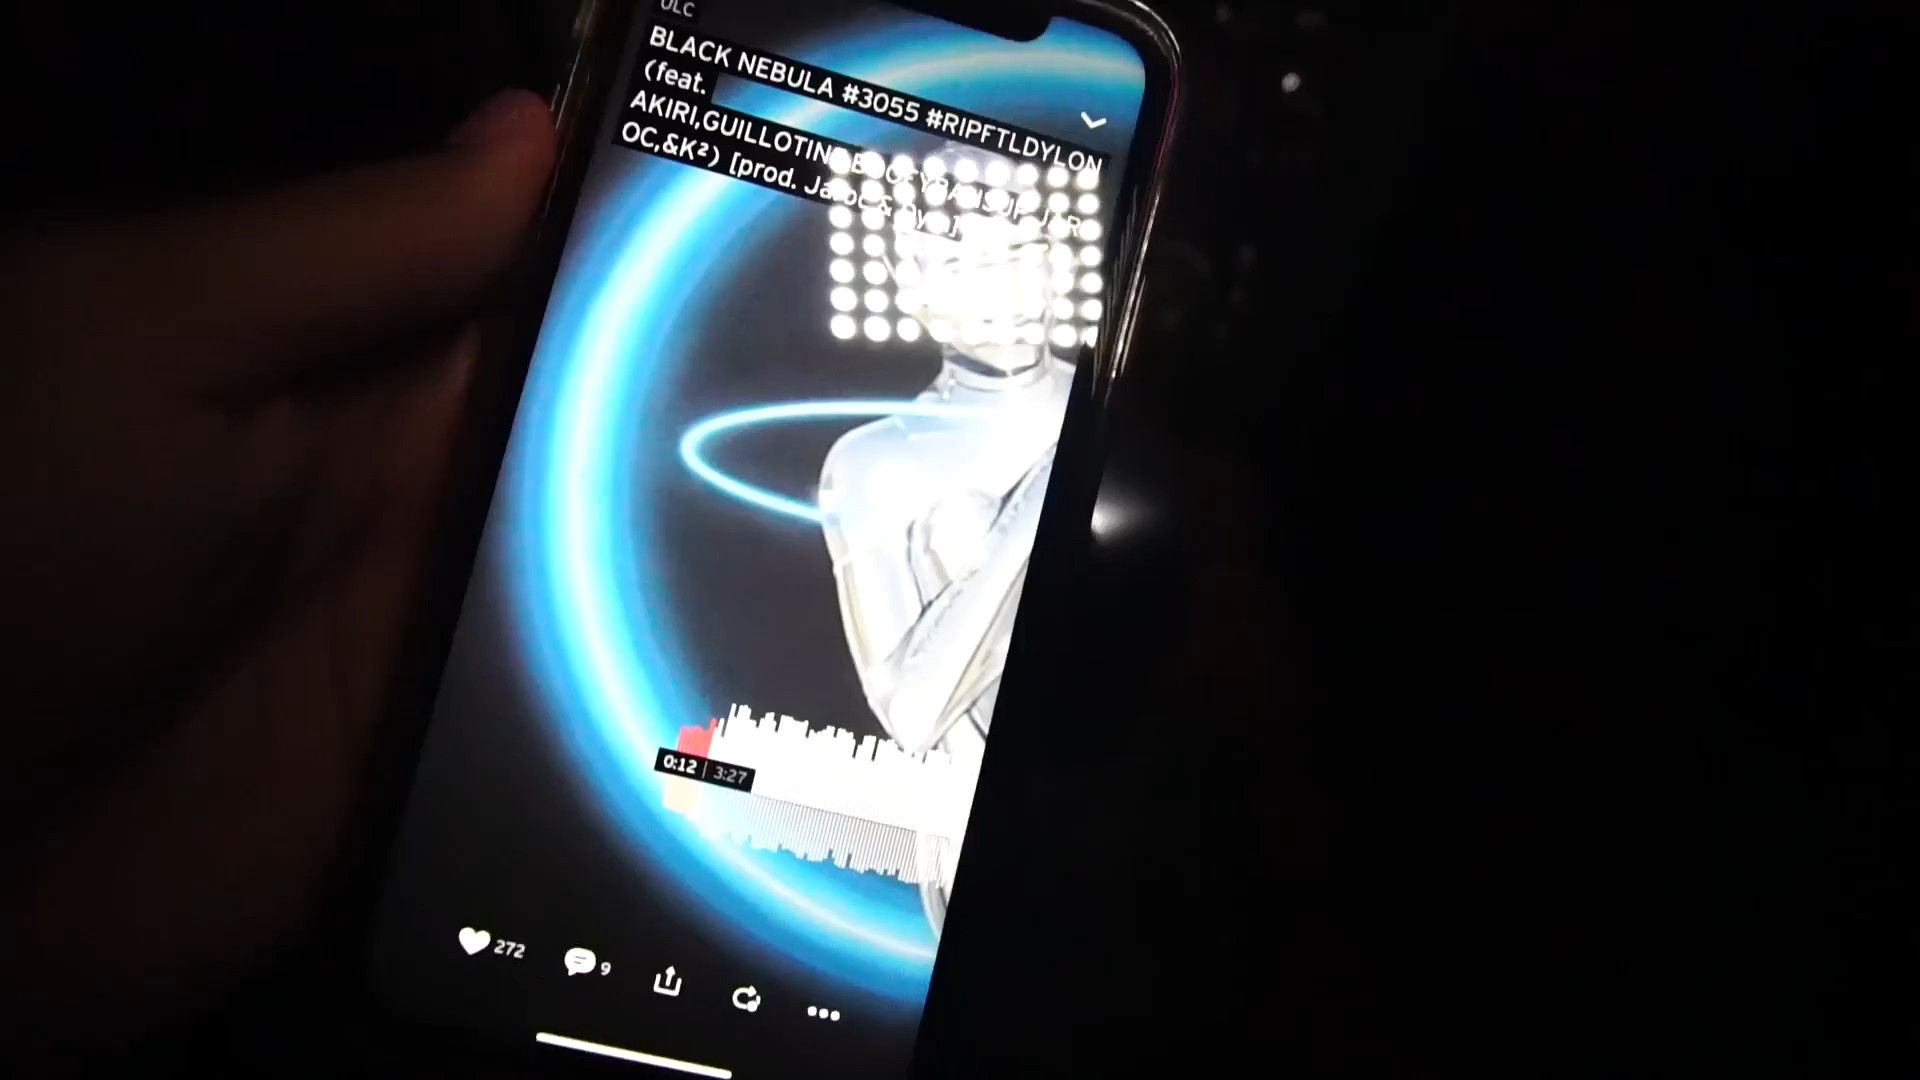 ULC
BLACK NEBULA #3055 #RIPFTLDYLON
(feat.
AKIRI,GUILLOTIN
OC,&K²) [prod.
0:12 | 3:27
272
9